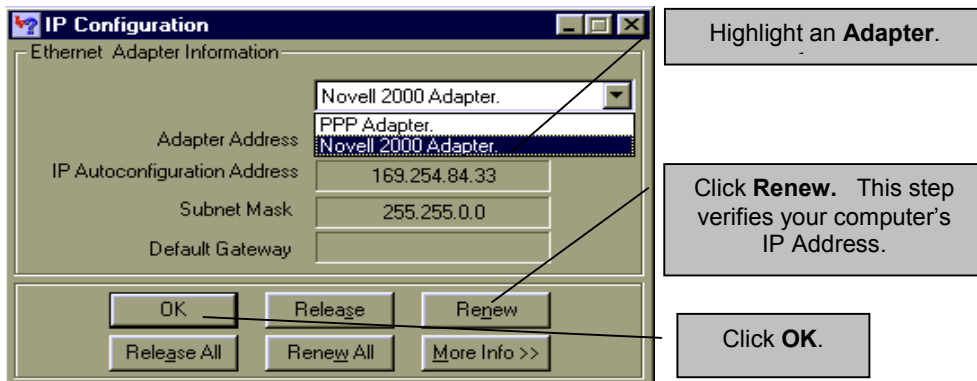 IP Configuration
Ethernet Adapter Information
Novell 2000 Adapter.
PPP Adapter.
Adapter Address
Novell 2000 Adapter.
IP Autoconfiguration Address
169.254.84.33
Subnet Mask
255.255.0.0
Default Gateway
OK
Release
Renew
Release All
Renew All
More Info >>
Highlight an Adapter.
Click Renew. This step
verifies your computer's
IP Address.
Click OK.